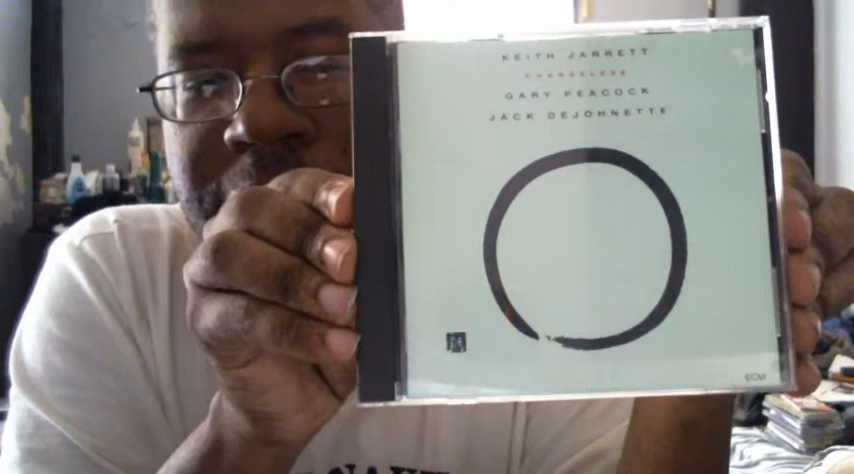 KEITH JARRETT
CHANGELESS
GARY PEACOCK
JACK DEJOHNETTE
ECM